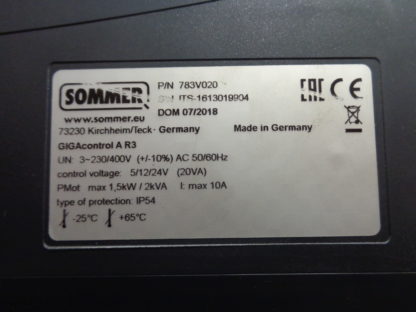 SOMMER
P/N 783V020
S/N ITS-1613019904
DOM 07/2018
www.sommer.eu
73230 Kirchheim/Teck - Germany
Made in Germany
EAC CE
GIGAcontrol A R3
UN: 3~230/400V (+/-10%) AC 50/60Hz
control voltage: 5/12/24V (20VA)
PMot max 1,5kW / 2kVA I: max 10A
type of protection: IP54
-25°C +65°C